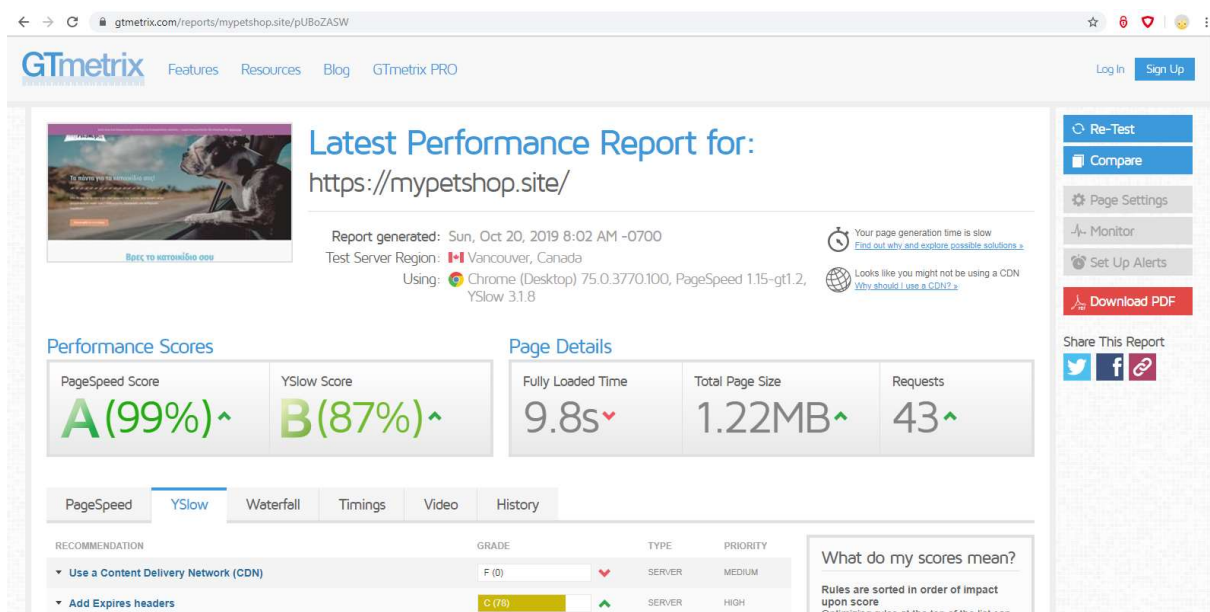 gtmetrix.com/reports/mypetshop.site/pUBoZASW
GTmetrix Features Resources Blog GTmetrix PRO Log In Sign Up
Τα πάντα για το κατοικίδιο σας!
Βρες το κατοικίδιο σου
Latest Performance Report for:
https://mypetshop.site/
Report generated: Sun, Oct 20, 2019 8:02 AM -0700
Test Server Region: Vancouver, Canada
Using: Chrome (Desktop) 75.0.3770.100, PageSpeed 1.15-gt1.2,
YSlow 3.1.8
Your page generation time is slow
Find out why and explore possible solutions »
Looks like you might not be using a CDN
Why should I use a CDN? »
Re-Test
Compare
Page Settings
Monitor
Set Up Alerts
Download PDF
Share This Report
Performance Scores
PageSpeed Score YSlow Score
A (99%) B (87%)
Page Details
Fully Loaded Time Total Page Size Requests
9.8s 1.22MB 43
PageSpeed YSlow Waterfall Timings Video History
RECOMMENDATION GRADE TYPE PRIORITY
Use a Content Delivery Network (CDN) F (0) SERVER MEDIUM
Add Expires headers C (78) SERVER HIGH
What do my scores mean?
Rules are sorted in order of impact
upon score